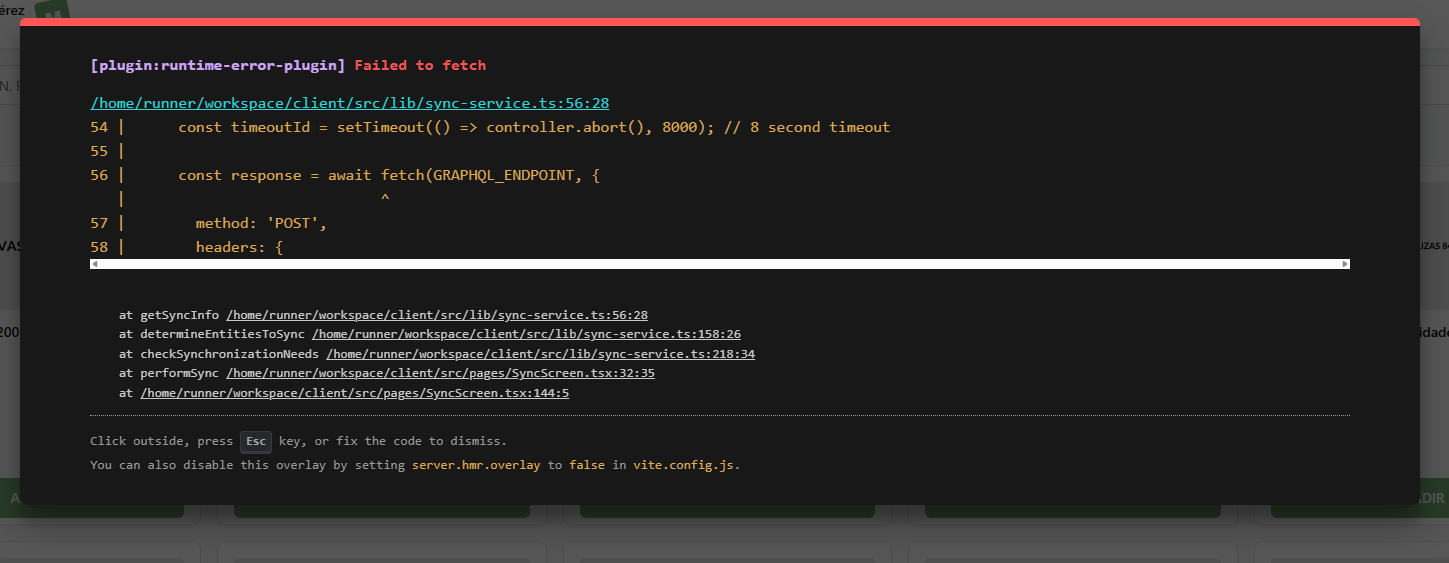 érez
[plugin:runtime-error-plugin] Failed to fetch
/home/runner/workspace/client/src/lib/sync-service.ts:56:28
54 |      const timeoutId = setTimeout(() => controller.abort(), 8000); // 8 second timeout
55 |
56 |      const response = await fetch(GRAPHQL_ENDPOINT, {
|                              ^
57 |        method: 'POST',
58 |        headers: {
at getSyncInfo /home/runner/workspace/client/src/lib/sync-service.ts:56:28
at determineEntitiesToSync /home/runner/workspace/client/src/lib/sync-service.ts:158:26
at checkSynchronizationNeeds /home/runner/workspace/client/src/lib/sync-service.ts:218:34
at performSync /home/runner/workspace/client/src/pages/SyncScreen.tsx:32:35
at /home/runner/workspace/client/src/pages/SyncScreen.tsx:144:5
Click outside, press Esc key, or fix the code to dismiss.
You can also disable this overlay by setting server.hmr.overlay to false in vite.config.js.
VAS
IZAS 84
200
idade
DIR